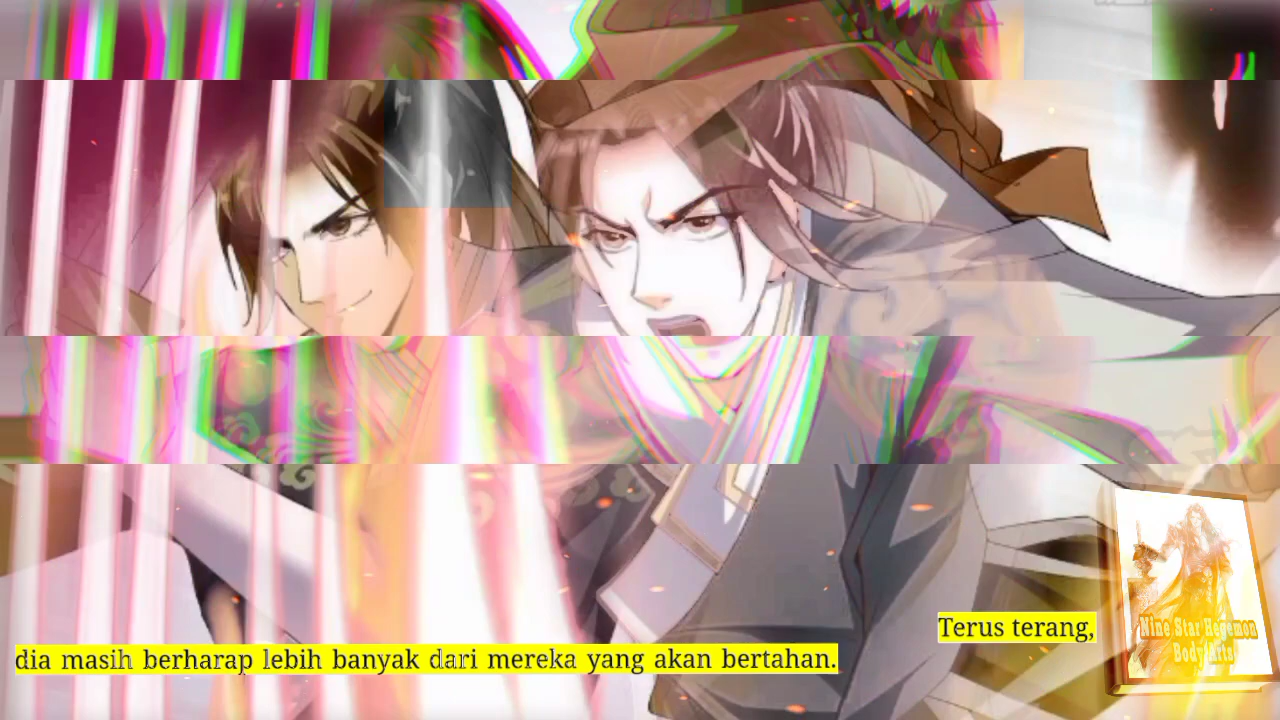 Terus terang,
dia masih berharap lebih banyak dari mereka yang akan bertahan.
Nine Star Hegemon
Body Arts